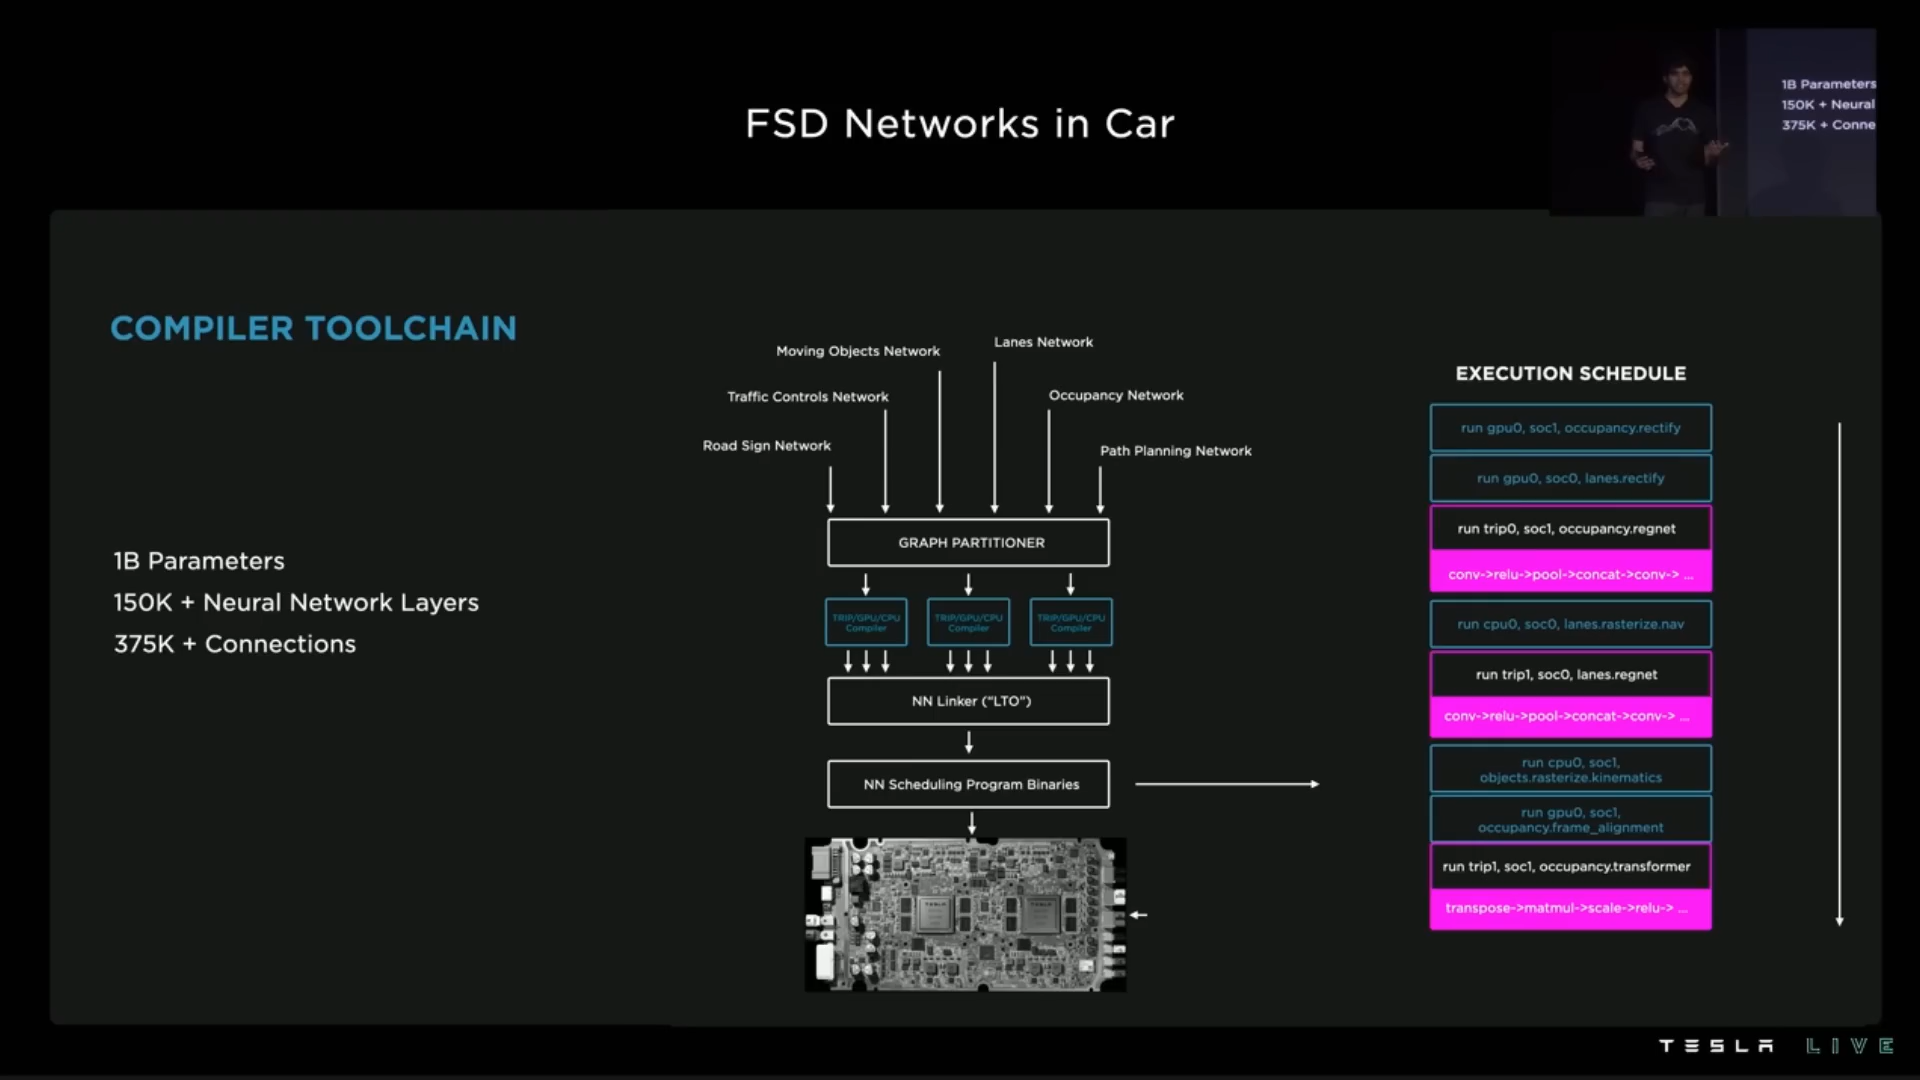 FSD Networks in Car
1B Parameters
150K + Neural
375K + Conne
COMPILER TOOLCHAIN
1B Parameters
150K + Neural Network Layers
375K + Connections
Lanes Network
Moving Objects Network
Traffic Controls Network
Occupancy Network
Road Sign Network
Path Planning Network
GRAPH PARTITIONER
TRIP/GPU/CPU
Compiler
TRIP/GPU/CPU
Compiler
TRIP/GPU/CPU
Compiler
NN Linker (“LTO”)
NN Scheduling Program Binaries
EXECUTION SCHEDULE
run gpu0, soc1, occupancy.rectify
run gpu0, soc0, lanes.rectify
run trip0, soc1, occupancy.regnet
conv->relu->pool->concat->conv-> ...
run cpu0, soc0, lanes.rasterize.nav
run trip1, soc0, lanes.regnet
conv->relu->pool->concat->conv-> ...
run cpu0, soc1,
objects.rasterize.kinematics
run gpu0, soc1,
occupancy.frame_alignment
run trip1, soc1, occupancy.transformer
transpose->matmul->scale->relu-> ...
TESLA
TESLA
TESLA LIVE